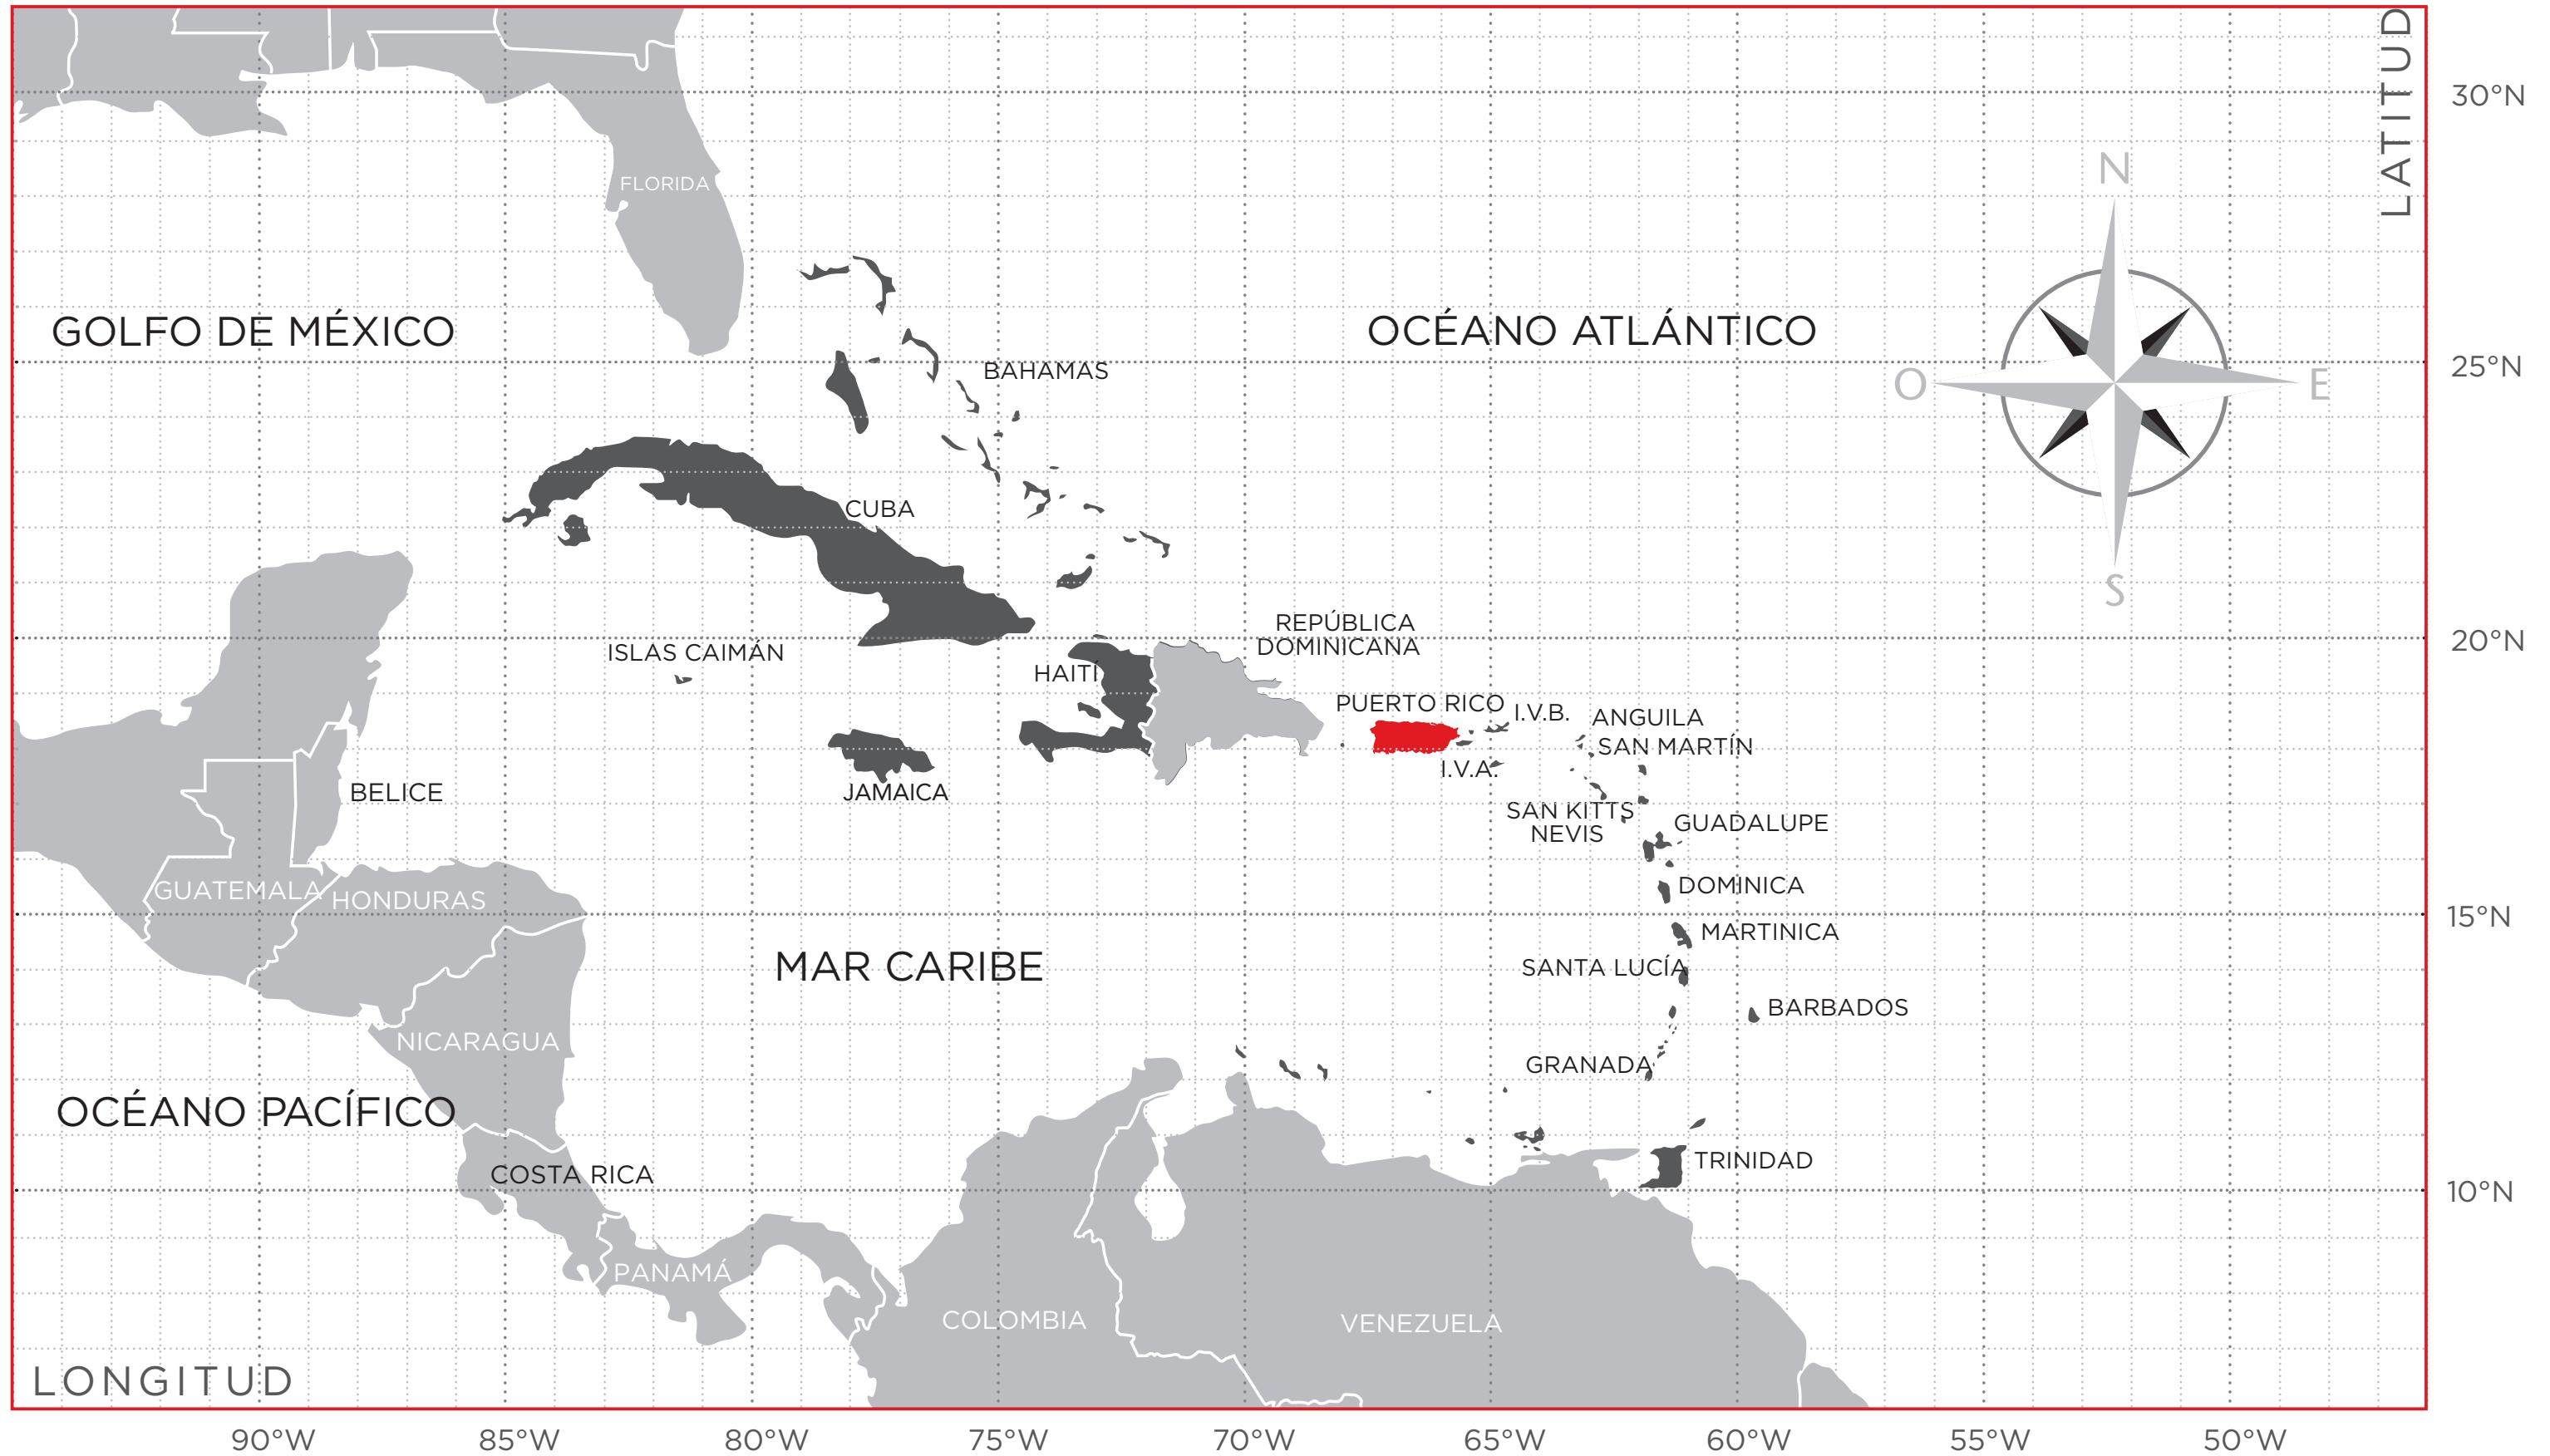 LATITUD
30°N
N
FLORIDA
GOLFO DE MÉXICO
OCÉANO ATLÁNTICO
25°N
BAHAMAS
O
E
CUBA
S
REPÚBLICA
DOMINICANA
20°N
ISLAS CAIMÁN
HAITÍ
PUERTO RICO
I.V.B.
ANGUILA
SAN MARTÍN
I.V.A.
BELICE
JAMAICA
SAN KITTS
NEVIS
GUADALUPE
GUATEMALA
HONDURAS
DOMINICA
15°N
MARTINICA
MAR CARIBE
SANTA LUCÍA
BARBADOS
NICARAGUA
GRANADA
OCÉANO PACÍFICO
COSTA RICA
TRINIDAD
10°N
PANAMÁ
COLOMBIA
VENEZUELA
LONGITUD
90°W
85°W
80°W
75°W
70°W
65°W
60°W
55°W
50°W